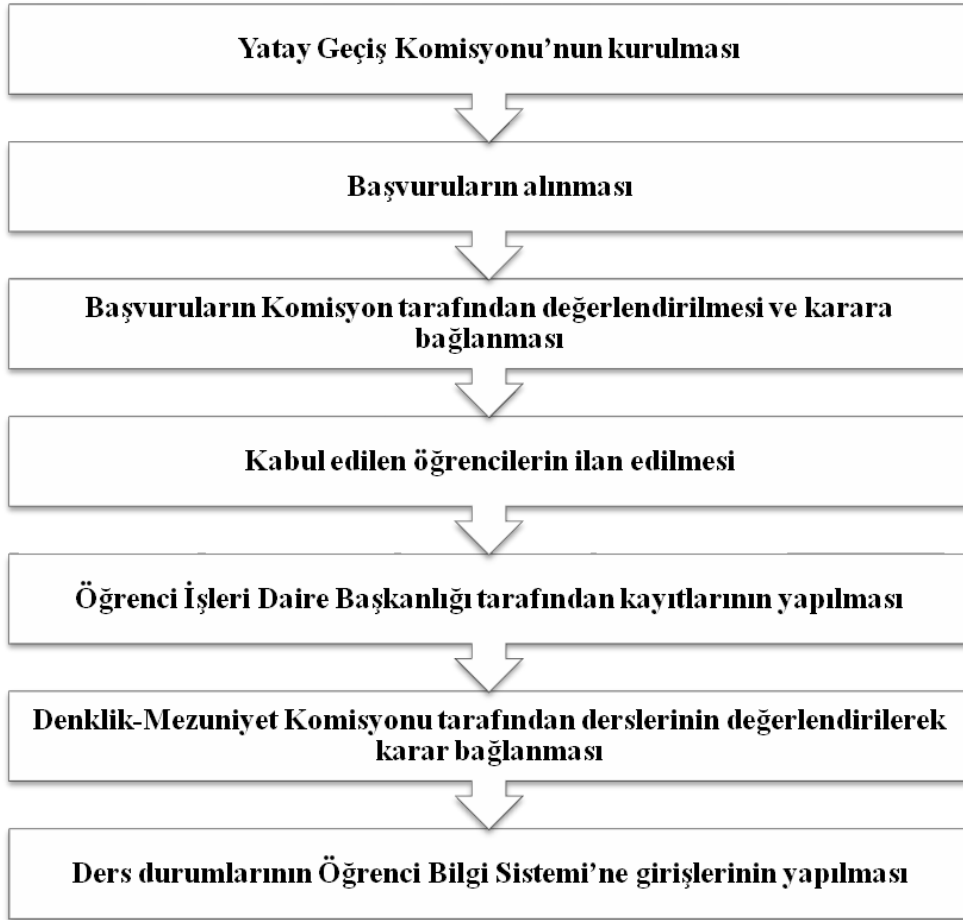 Yatay Geçiş Komisyonu’nun kurulması
Başvuruların alınması
Başvuruların Komisyon tarafından değerlendirilmesi ve karara
bağlanması
Kabul edilen öğrencilerin ilan edilmesi
Öğrenci İşleri Daire Başkanlığı tarafından kayıtlarının yapılması
Denklik-Mezuniyet Komisyonu tarafından derslerinin değerlendirilerek
karar bağlanması
Ders durumlarının Öğrenci Bilgi Sistemi’ne girişlerinin yapılması